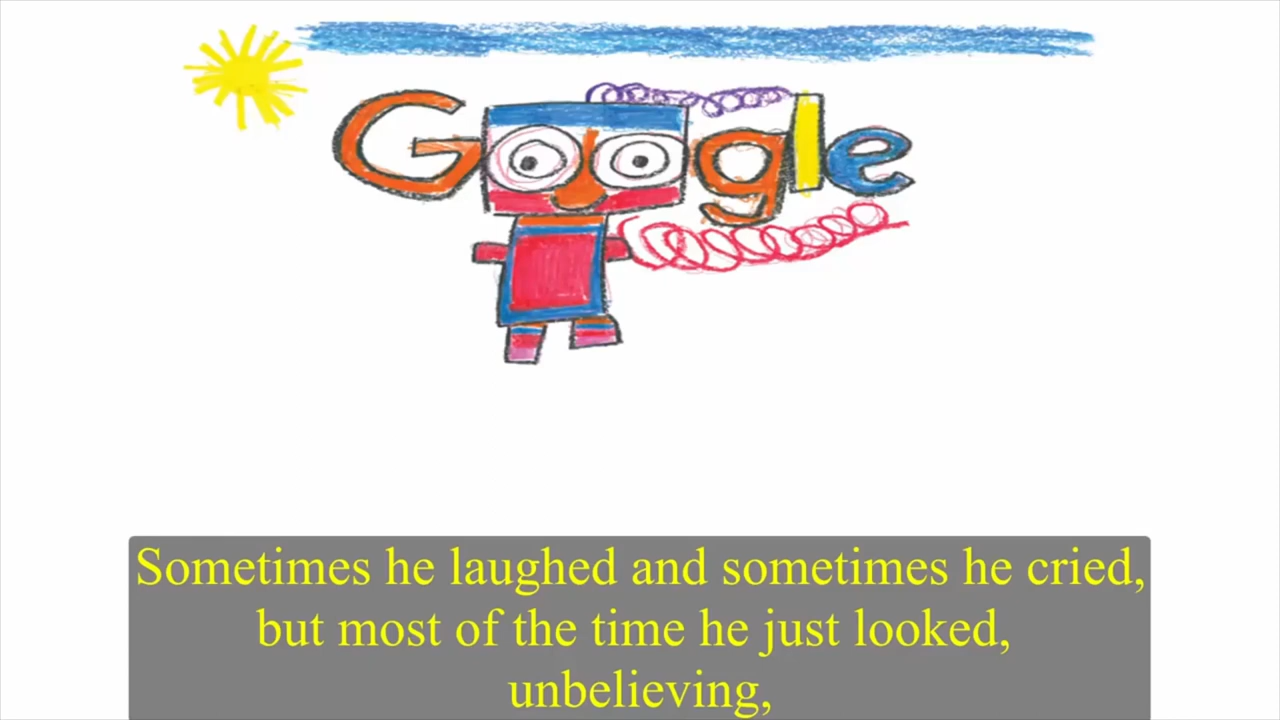 Google
Sometimes he laughed and sometimes he cried,
but most of the time he just looked,
unbelieving,